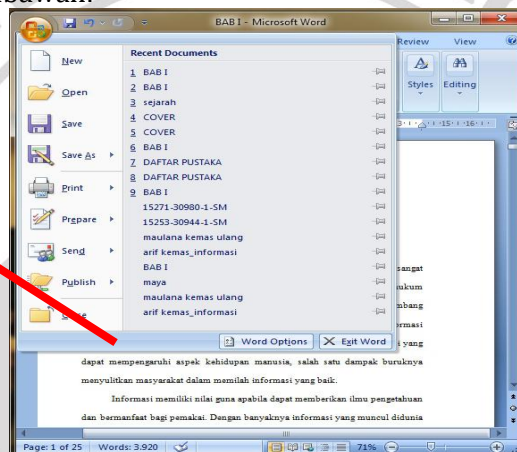 bawah:
BAB I - Microsoft Word
Review View
New
Open
Save
Save As
Print
Prepare
Send
Publish
Close
Recent Documents
1 BAB I
2 BAB I
3 sejarah
4 COVER
5 COVER
6 BAB I
7 DAFTAR PUSTAKA
8 DAFTAR PUSTAKA
9 BAB I
15271-30980-1-SM
15253-30944-1-SM
maulana kemas ulang
arif kemas_informasi
BAB I
maya
maulana kemas ulang
arif kemas_informasi
Word Options Exit Word
Styles Editing
15 16
sangat
ukum
mbang
ormasi
i yang
dapat mempengaruhi aspek kehidupan manusia, salah satu dampak buruknya
menyulitkan masyarakat dalam memilah informasi yang baik.
Informasi memiliki nilai guna apabila dapat memberikan ilmu pengetahuan
dan bermanfaat bagi pemakai. Dengan banyaknya informasi yang muncul didunia
Page: 1 of 25 Words: 3.920 71%